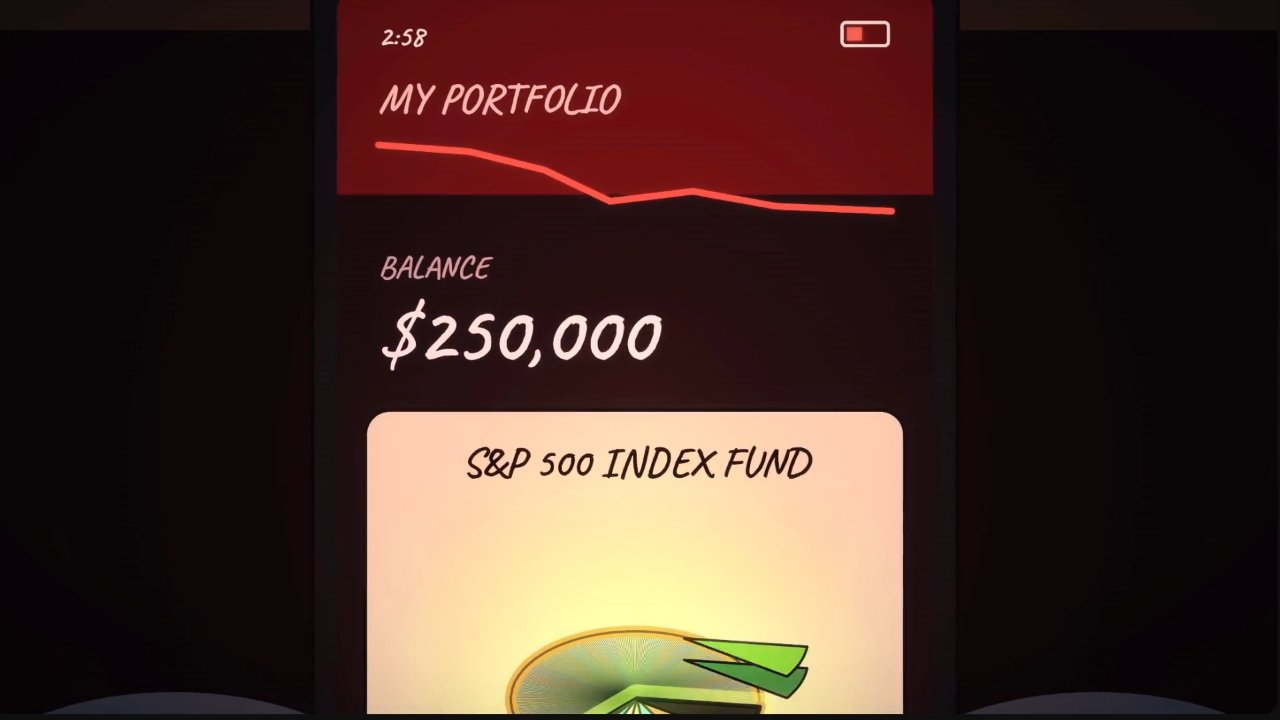 2:58
MY PORTFOLIO
BALANCE
$250,000
S&P 500 INDEX FUND